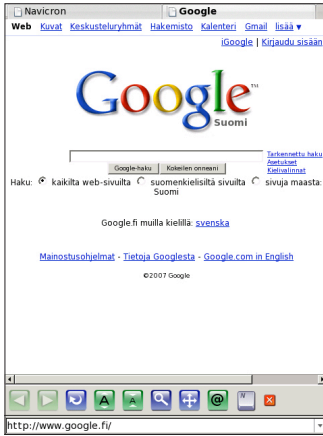 Navicron Google
Web Kuvat Keskusteluryhmät Hakemisto Kalenteri Gmail lisää ▼
iGoogle | Kirjaudu sisään
Google™
Suomi
Tarkennettu haku
Asetukset
Kielivalinnat
Google-haku Kokeilen onneani
Haku: kaikilta web-sivuilta suomenkielisiltä sivuilta sivuja maasta:
Suomi
Google.fi muilla kielillä: svenska
Mainostusohjelmat - Tietoja Googlesta - Google.com in English
©2007 Google
A A @ N
http://www.google.fi/